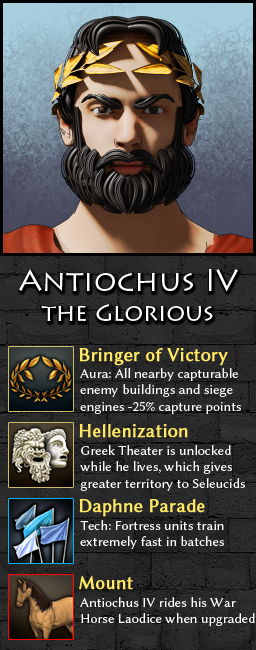 Antiochus IV
the Glorious
Bringer of Victory
Aura: All nearby capturable
enemy buildings and siege
engines -25% capture points
Hellenization
Greek Theater is unlocked
while he lives, which gives
greater territory to Seleucids
Daphne Parade
Tech: Fortress units train
extremely fast in batches
Mount
Antiochus IV rides his War
Horse Laodice when upgraded